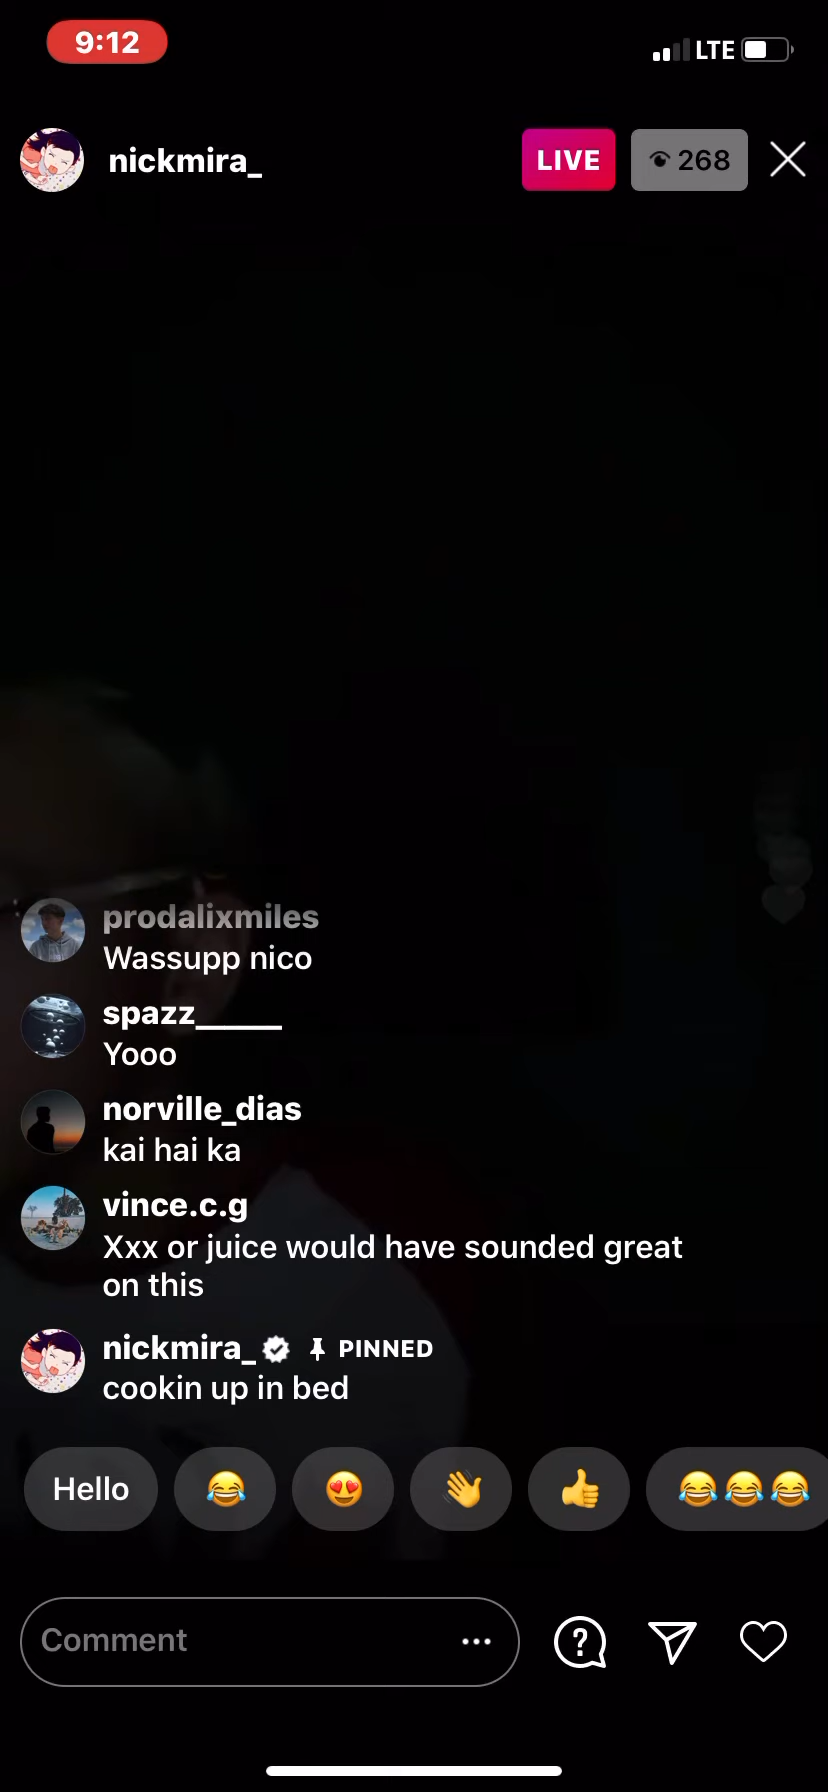 9:12
LTE
nickmira_
LIVE
268
prodalixmiles
Wassupp nico
spazz______
Yooo
norville_dias
kai hai ka
vince.c.g
Xxx or juice would have sounded great
on this
nickmira_ PINNED
cookin up in bed
Hello 😂 😍 👋 👍 😂😂😂
Comment ...